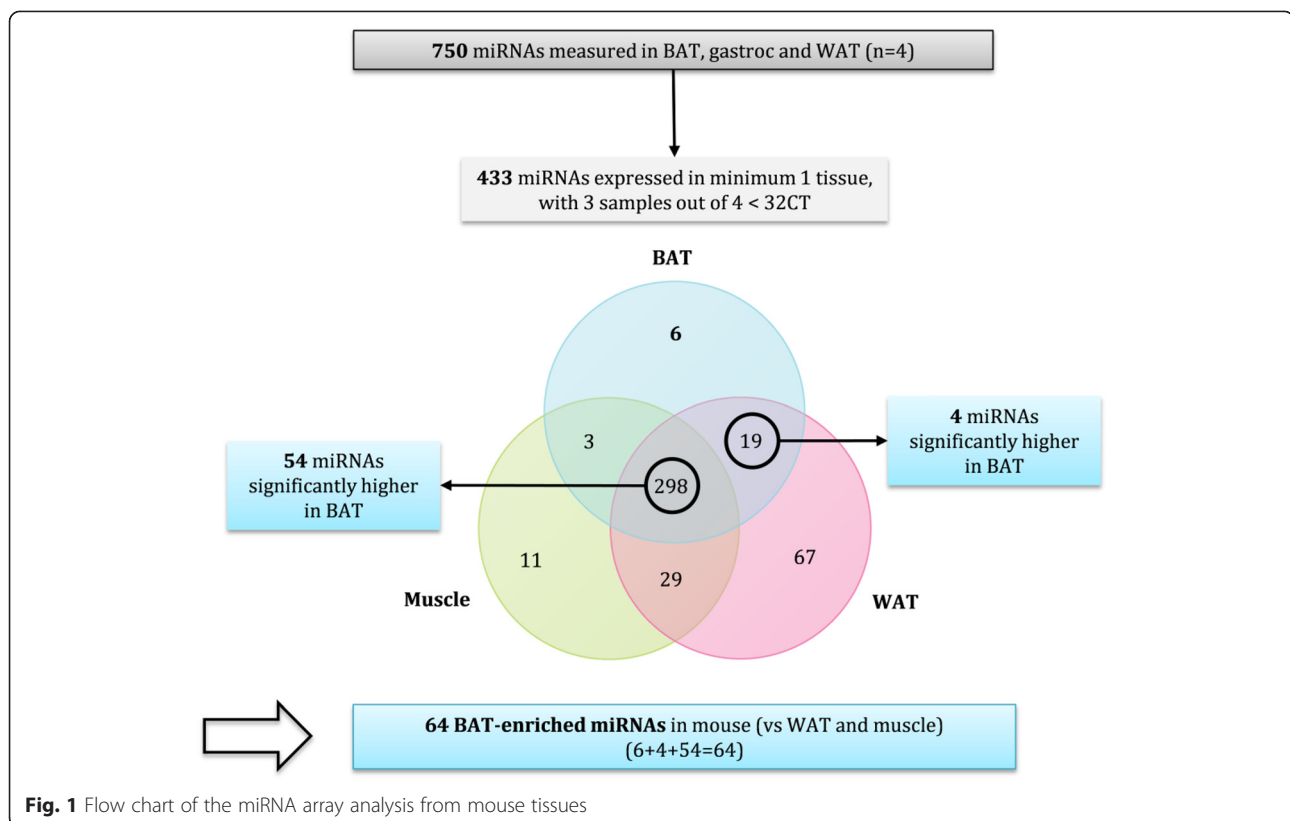 750 miRNAs measured in BAT, gastroc and WAT (n=4)
433 miRNAs expressed in minimum 1 tissue,
with 3 samples out of 4 < 32CT
BAT
6
3
19
4 miRNAs
significantly higher
in BAT
54 miRNAs
significantly higher
in BAT
298
11
29
67
Muscle
WAT
64 BAT-enriched miRNAs in mouse (vs WAT and muscle)
(6+4+54=64)
Fig. 1 Flow chart of the miRNA array analysis from mouse tissues